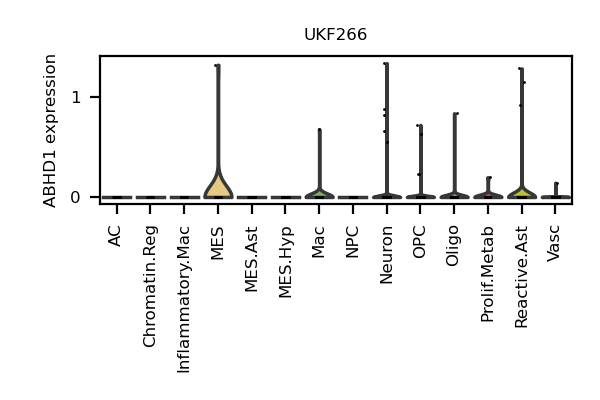 UKF266
ABHD1 expression
1
0
AC
Chromatin.Reg
Inflammatory.Mac
MES
MES.Ast
MES.Hyp
Mac
NPC
Neuron
OPC
Oligo
Prolif.Metab
Reactive.Ast
Vasc